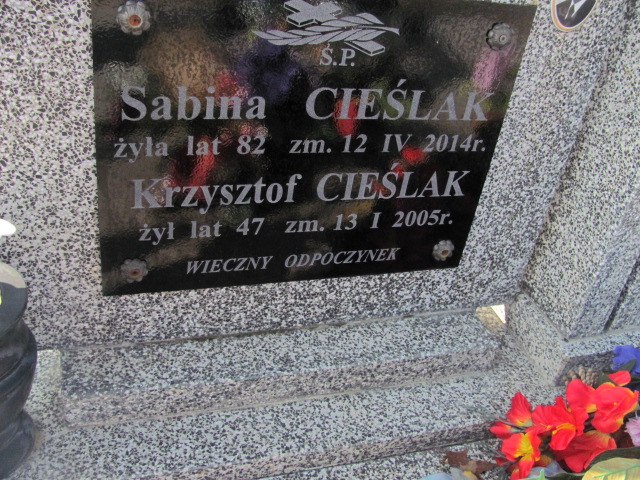 Ś.P.
Sabina CIEŚLAK
żyła lat 82 zm. 12 IV 2014r.
Krzysztof CIEŚLAK
żył lat 47 zm. 13 I 2005r.
WIECZNY ODPOCZYNEK